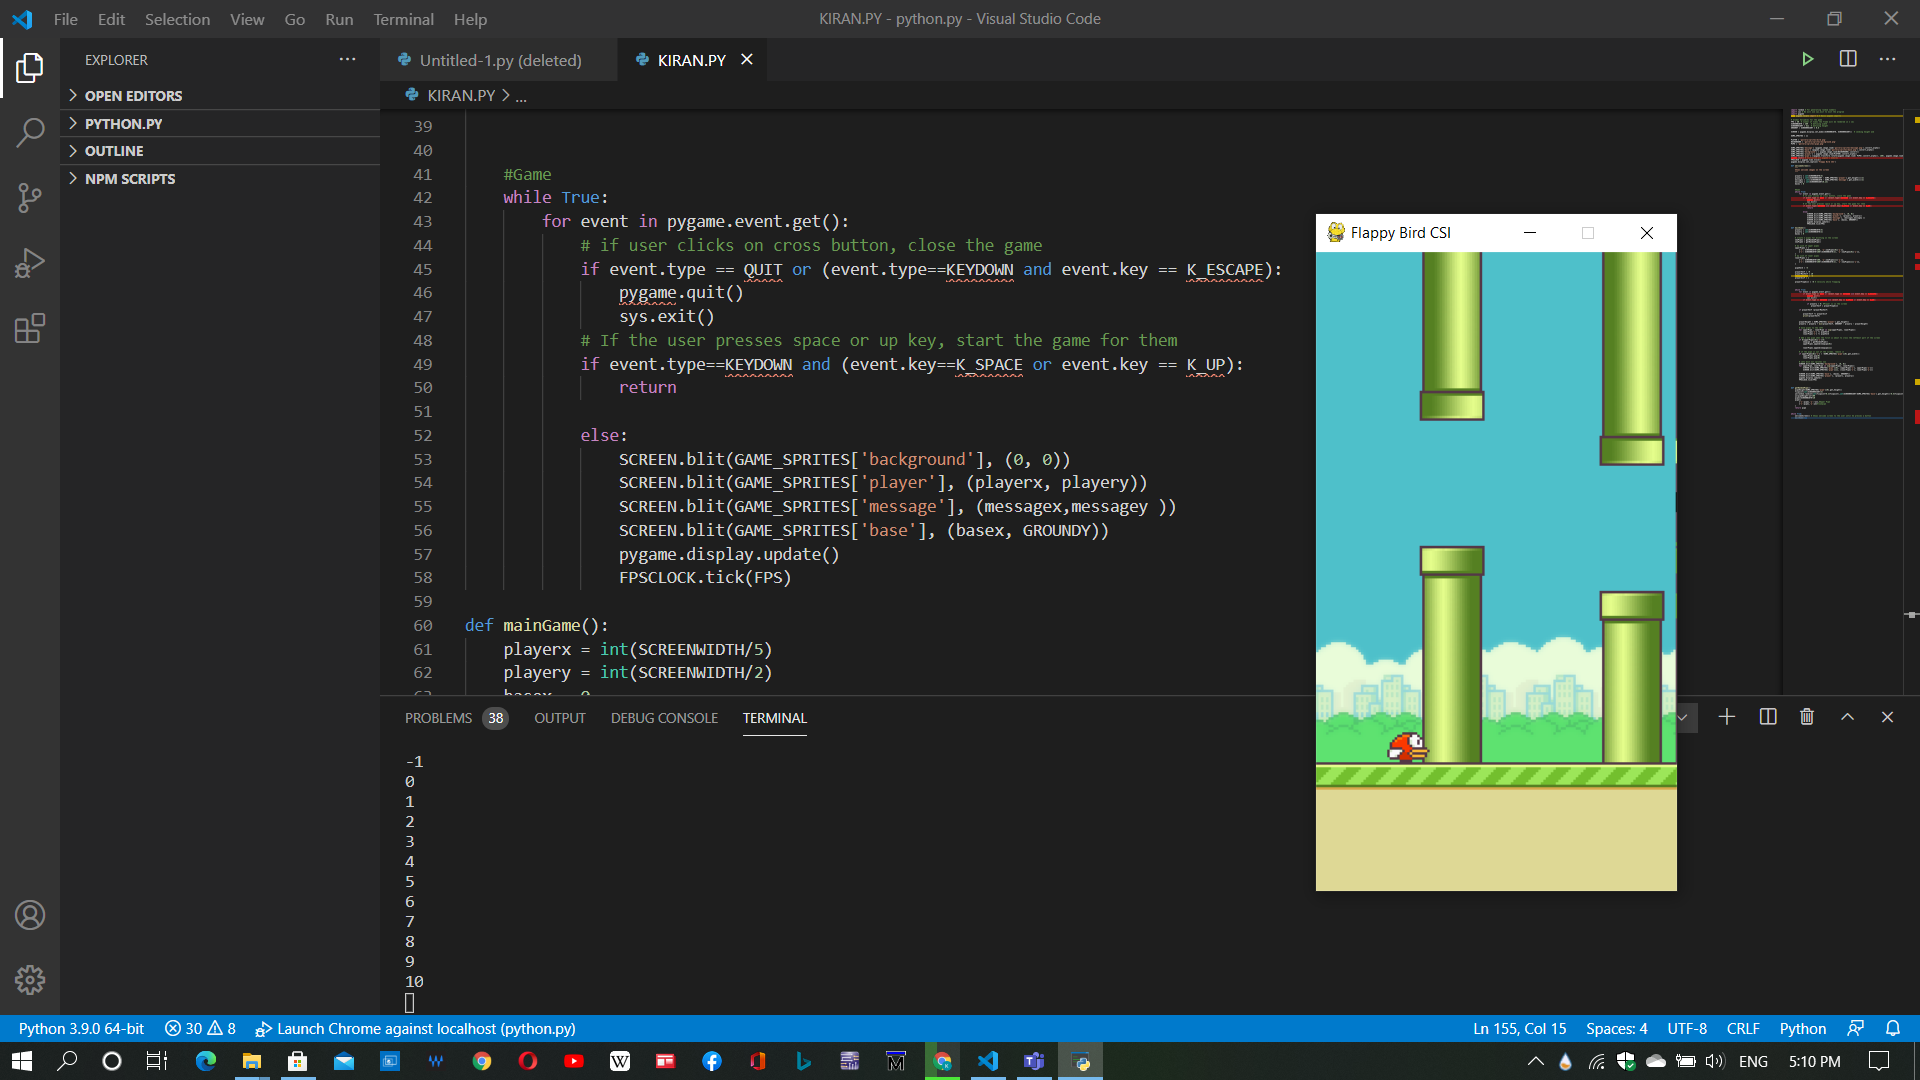 File Edit Selection View Go Run Terminal Help
KIRAN.PY - python.py - Visual Studio Code
EXPLORER
OPEN EDITORS
PYTHON.PY
OUTLINE
NPM SCRIPTS
Untitled-1.py (deleted)
KIRAN.PY
KIRAN.PY > ...
39
40
41 #Game
42 while True:
43 for event in pygame.event.get():
44 # if user clicks on cross button, close the game
45 if event.type == QUIT or (event.type==KEYDOWN and event.key == K_ESCAPE):
46 pygame.quit()
47 sys.exit()
48 # If the user presses space or up key, start the game for them
49 if event.type==KEYDOWN and (event.key==K_SPACE or event.key == K_UP):
50 return
51
52 else:
53 SCREEN.blit(GAME_SPRITES['background'], (0, 0))
54 SCREEN.blit(GAME_SPRITES['player'], (playerx, playery))
55 SCREEN.blit(GAME_SPRITES['message'], (messagex,messagey ))
56 SCREEN.blit(GAME_SPRITES['base'], (basex, GROUNDY))
57 pygame.display.update()
58 FPSCLOCK.tick(FPS)
59
60 def mainGame():
61 playerx = int(SCREENWIDTH/5)
62 playery = int(SCREENWIDTH/2)
Flappy Bird CSI
PROBLEMS 38 OUTPUT DEBUG CONSOLE TERMINAL
-1
0
1
2
3
4
5
6
7
8
9
10
Python 3.9.0 64-bit 30 8 Launch Chrome against localhost (python.py)
Ln 155, Col 15 Spaces: 4 UTF-8 CRLF Python
ENG 5:10 PM